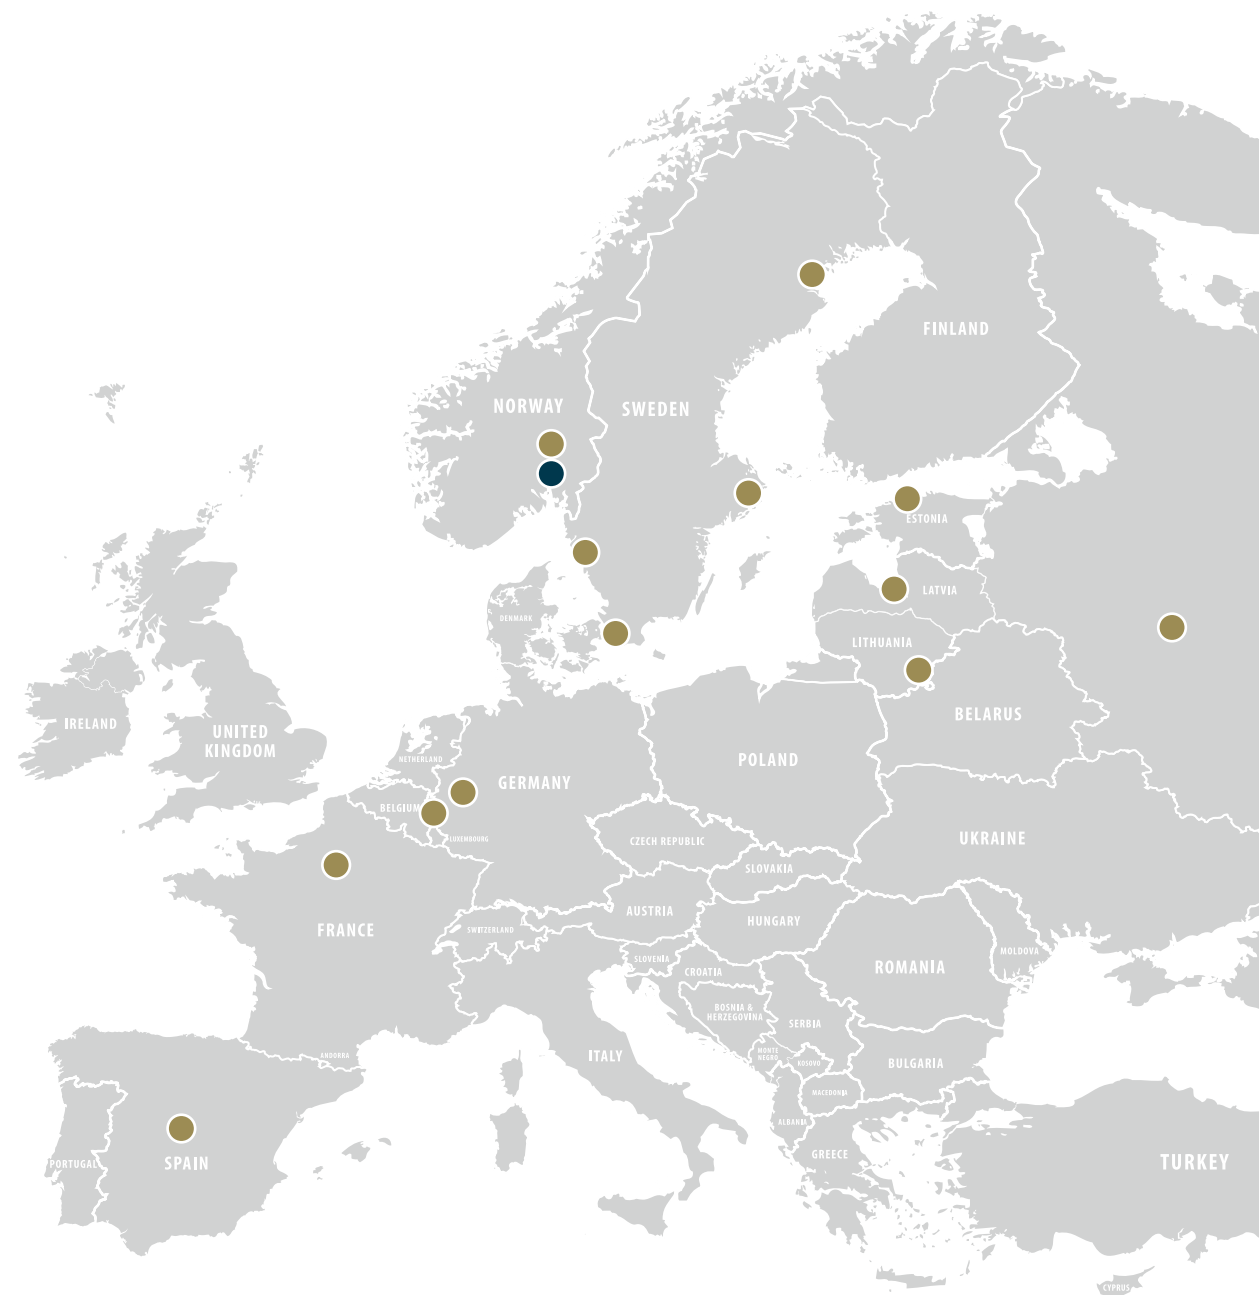 FINLAND
NORWAY
SWEDEN
ESTONIA
LATVIA
DENMARK
LITHUANIA
IRELAND
UNITED
KINGDOM
BELARUS
NETHERLAND
POLAND
GERMANY
BELGIUM
LUXEMBOURG
CZECH REPUBLIC
UKRAINE
SLOVAKIA
AUSTRIA
HUNGARY
FRANCE
SWITZERLAND
SLOVENIA
CROATIA
ROMANIA
MOLDOVA
BOSNIA &
HERZEGOVINA
SERBIA
ITALY
MONTE
NEGRO
KOSOVO
BULGARIA
ANDORRA
MACEDONIA
ALBANIA
GREECE
PORTUGAL
SPAIN
TURKEY
CYPRUS